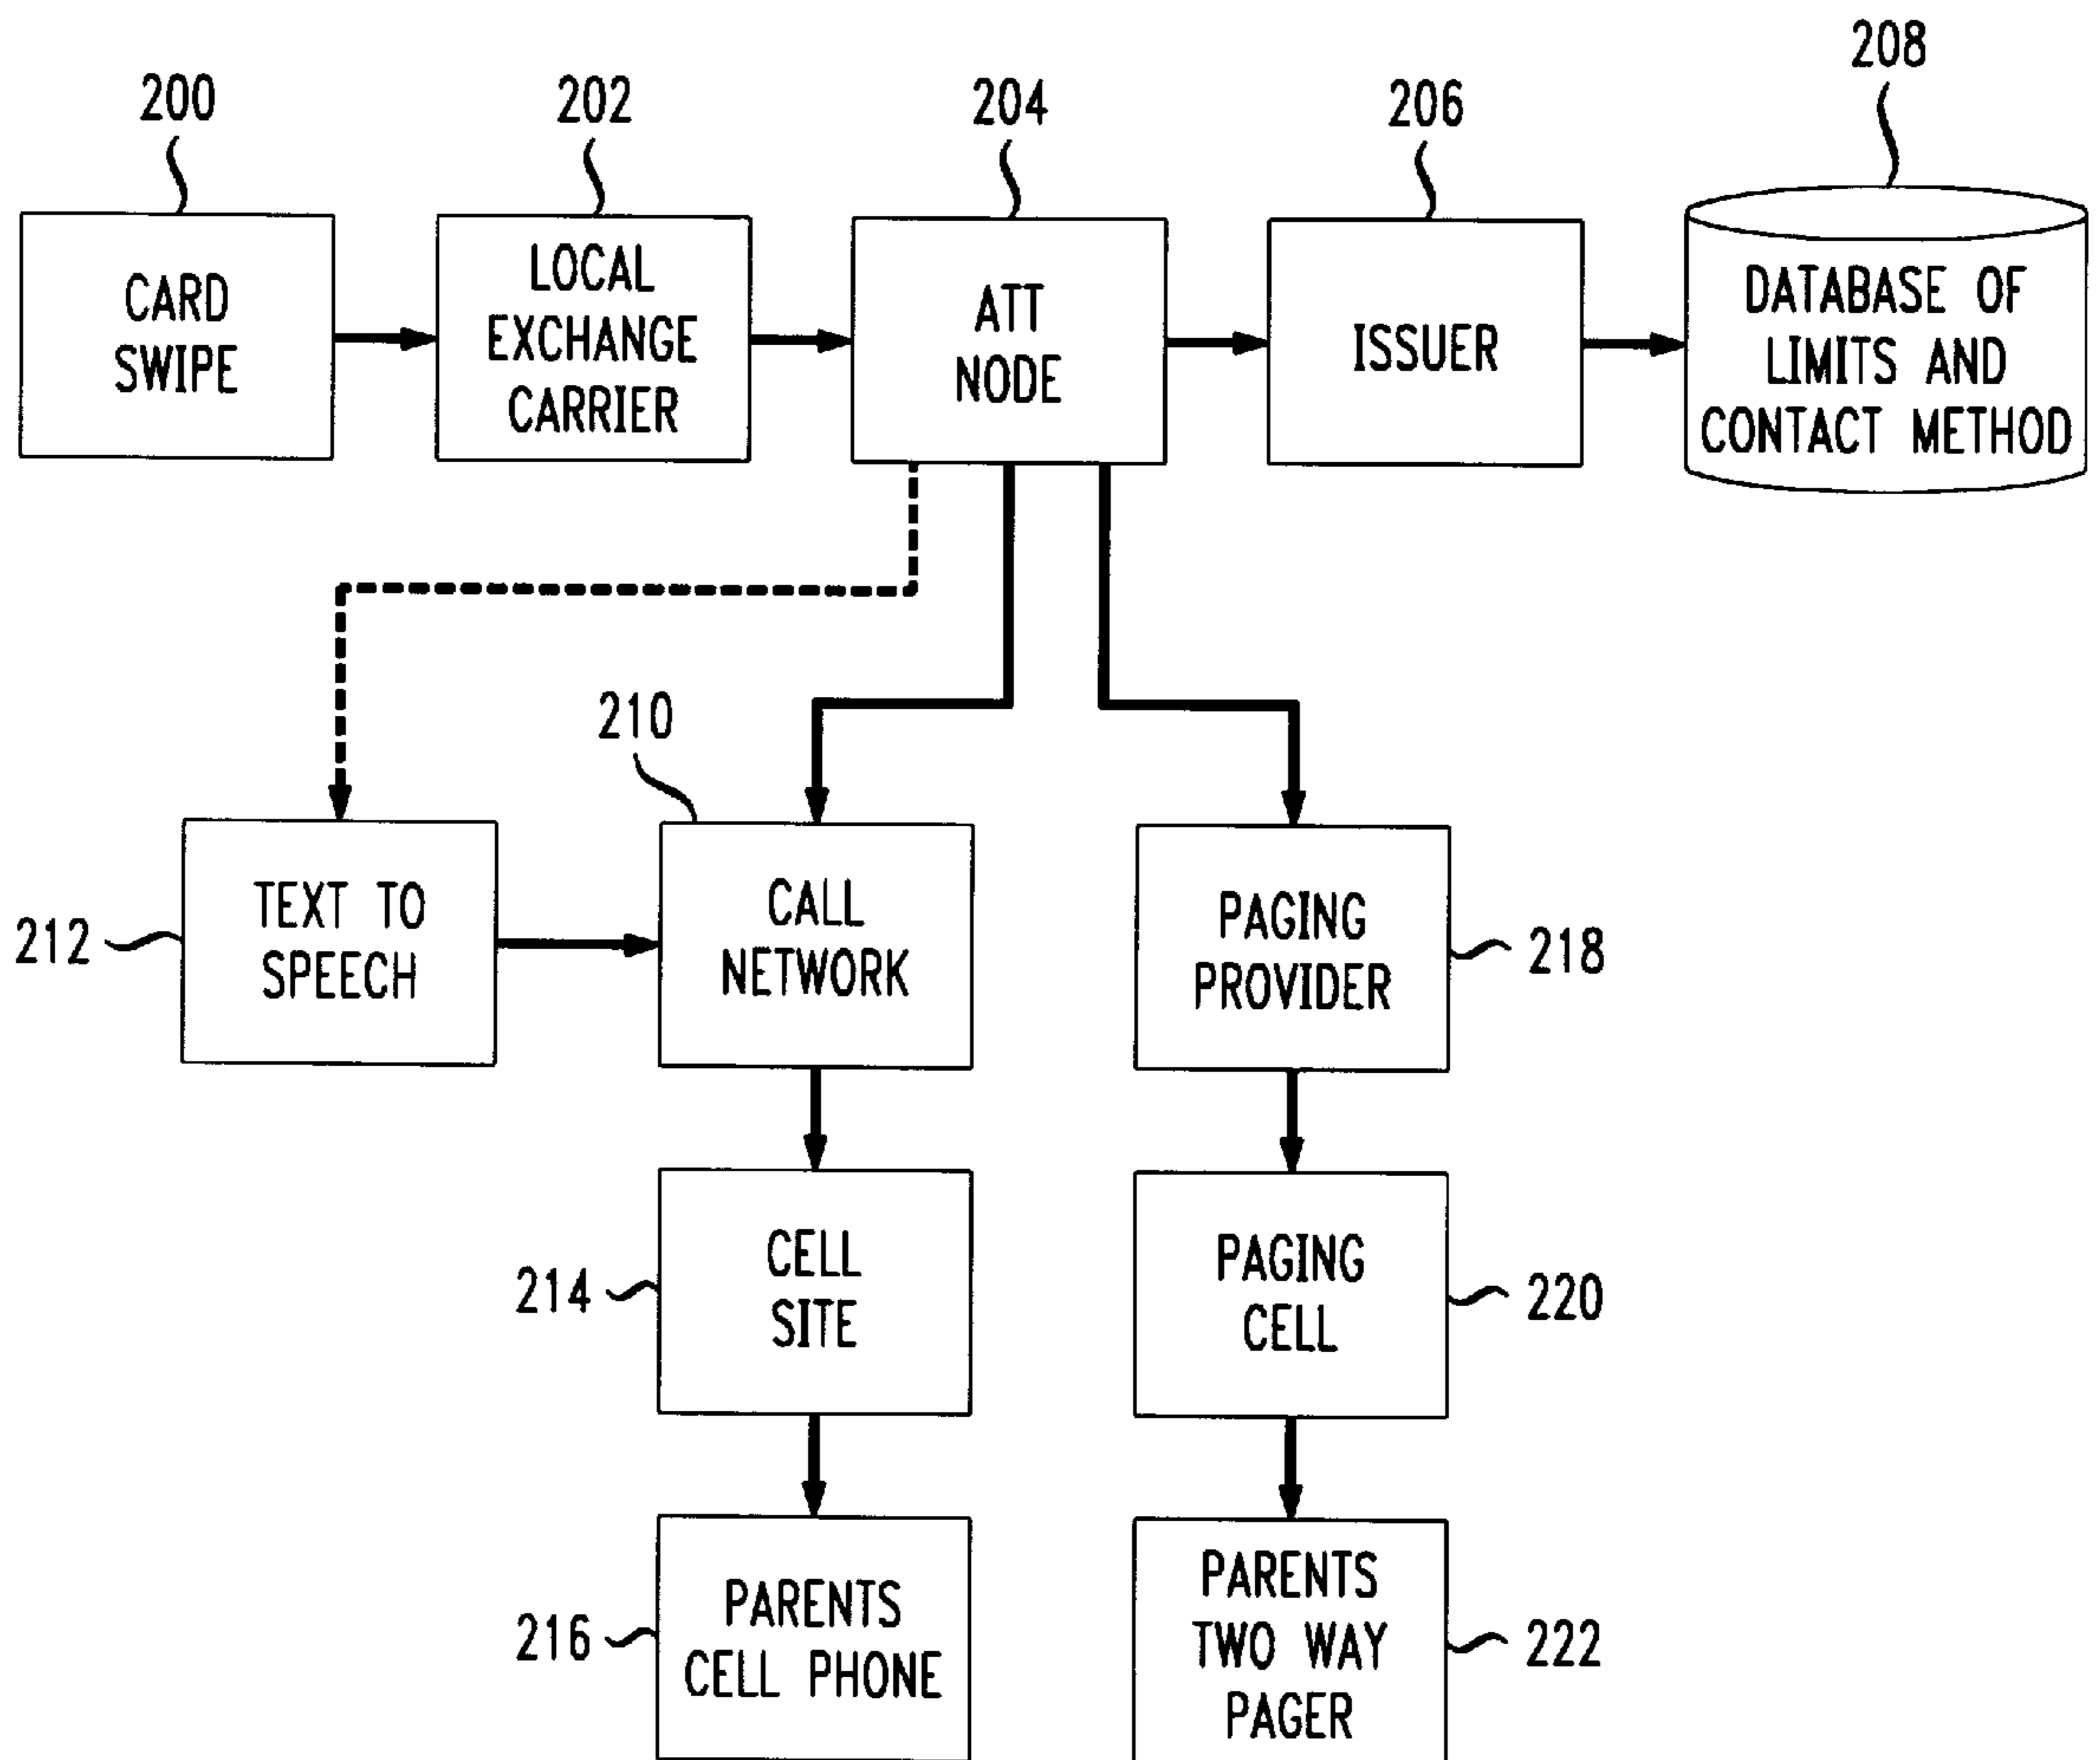 200
202
204
206
208
CARD
SWIPE
LOCAL
EXCHANGE
CARRIER
ATT
NODE
ISSUER
DATABASE OF
LIMITS AND
CONTACT METHOD
210
212
TEXT TO
SPEECH
CALL
NETWORK
PAGING
PROVIDER
218
214
CELL
SITE
PAGING
CELL
220
216
PARENTS
CELL PHONE
PARENTS
TWO WAY
PAGER
222